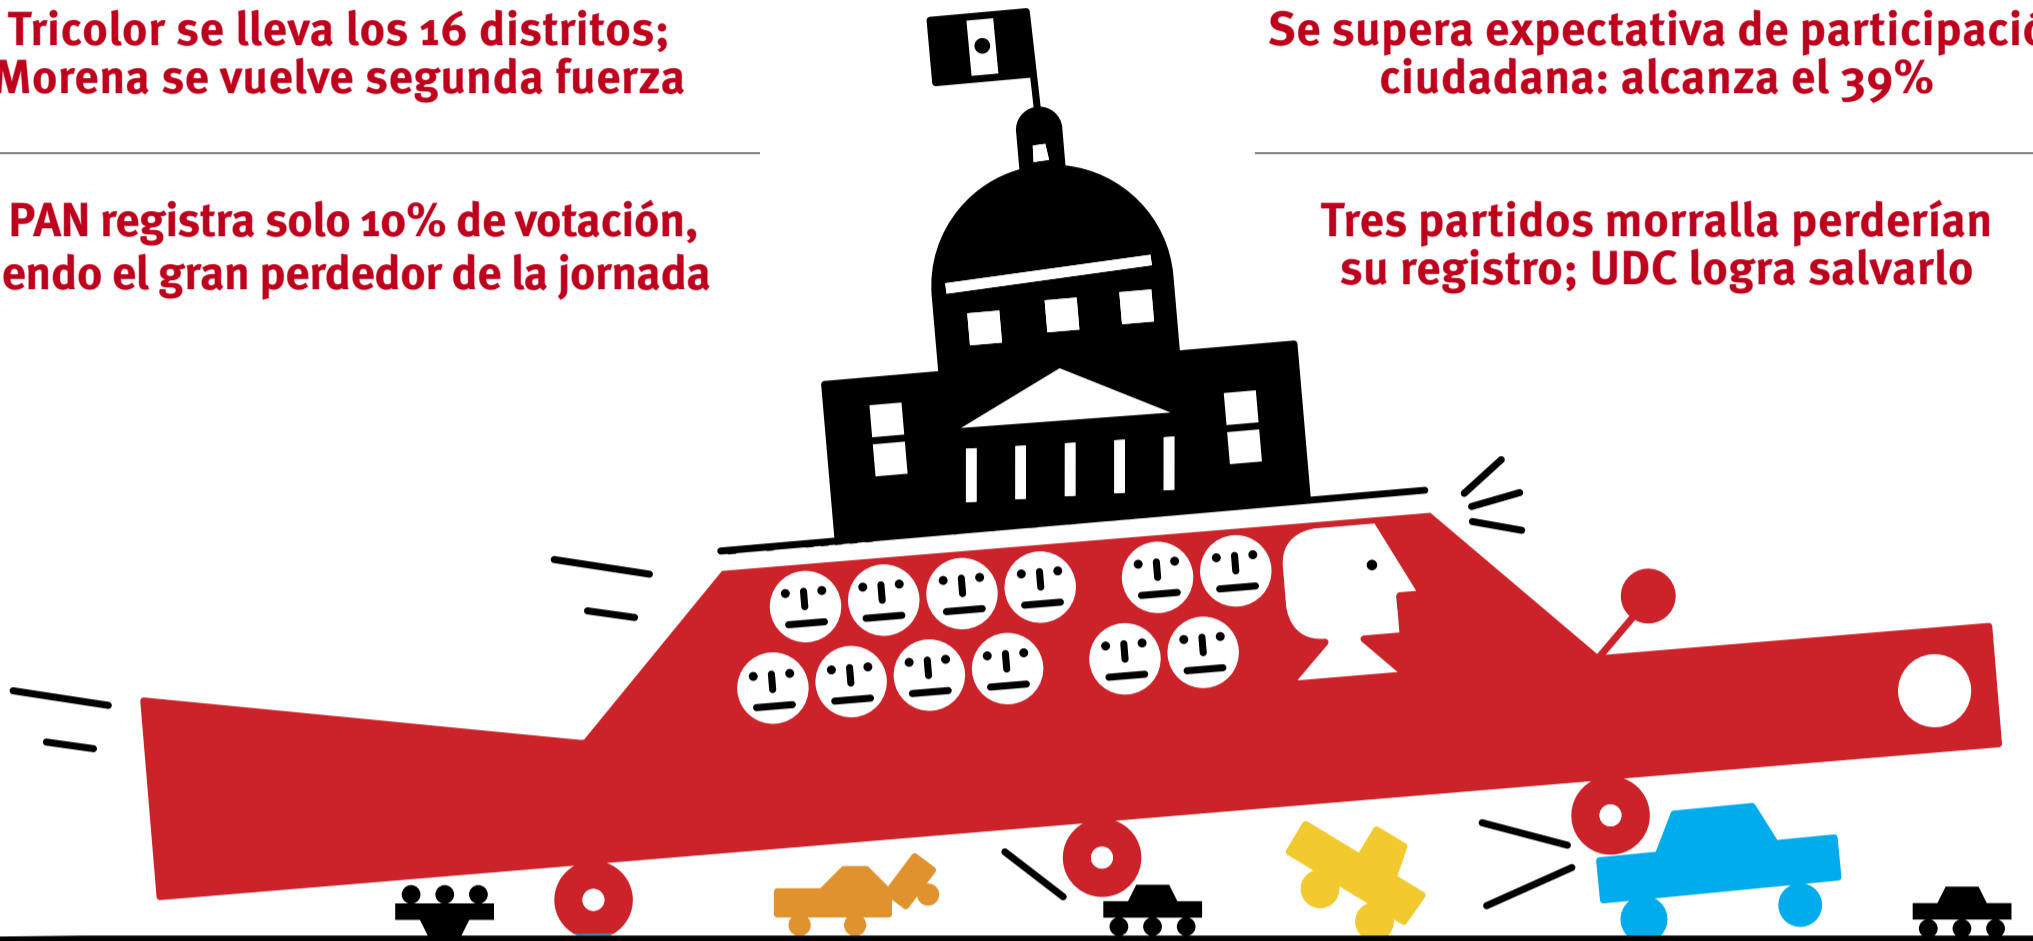 Tricolor se lleva los 16 distritos;
Morena se vuelve segunda fuerza
PAN registra solo 10% de votación,
endo el gran perdedor de la jornada
Se supera expectativa de participació
ciudadana: alcanza el 39%
Tres partidos morralla perderían
su registro; UDC logra salvarlo